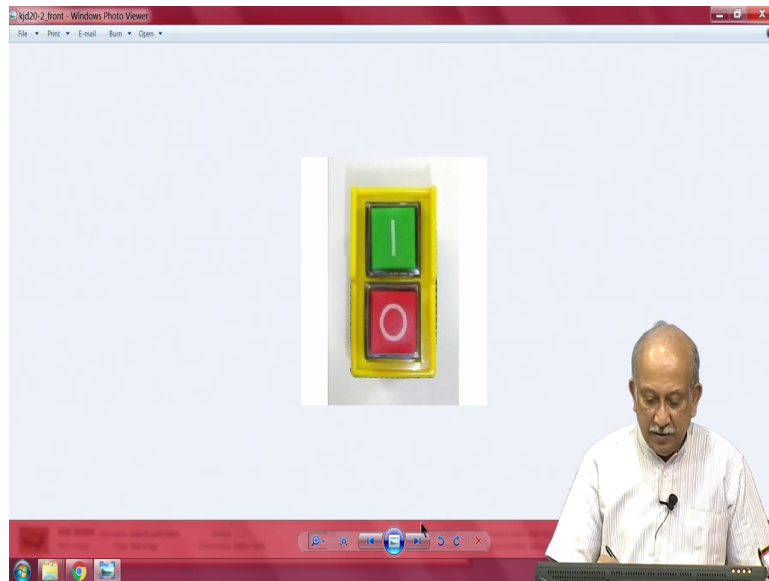 kjd20-2_front - Windows Photo Viewer
File Print E-mail Burn Open
I
O